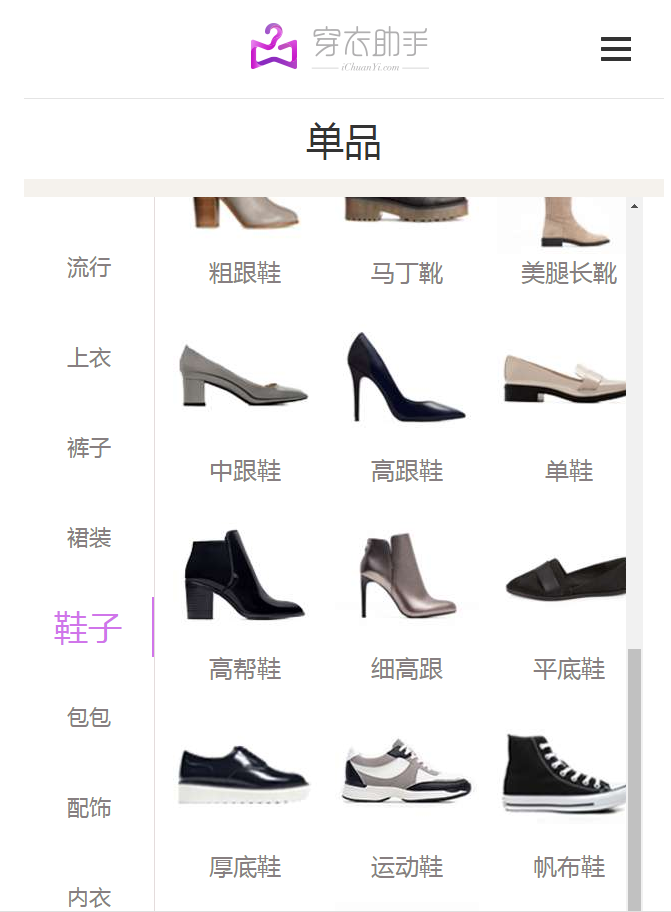 穿衣助手
iChuanYi.com
单品
流行
上衣
裤子
裙装
鞋子
包包
配饰
内衣
粗跟鞋 马丁靴 美腿长靴
中跟鞋 高跟鞋 单鞋
高帮鞋 细高跟 平底鞋
厚底鞋 运动鞋 帆布鞋